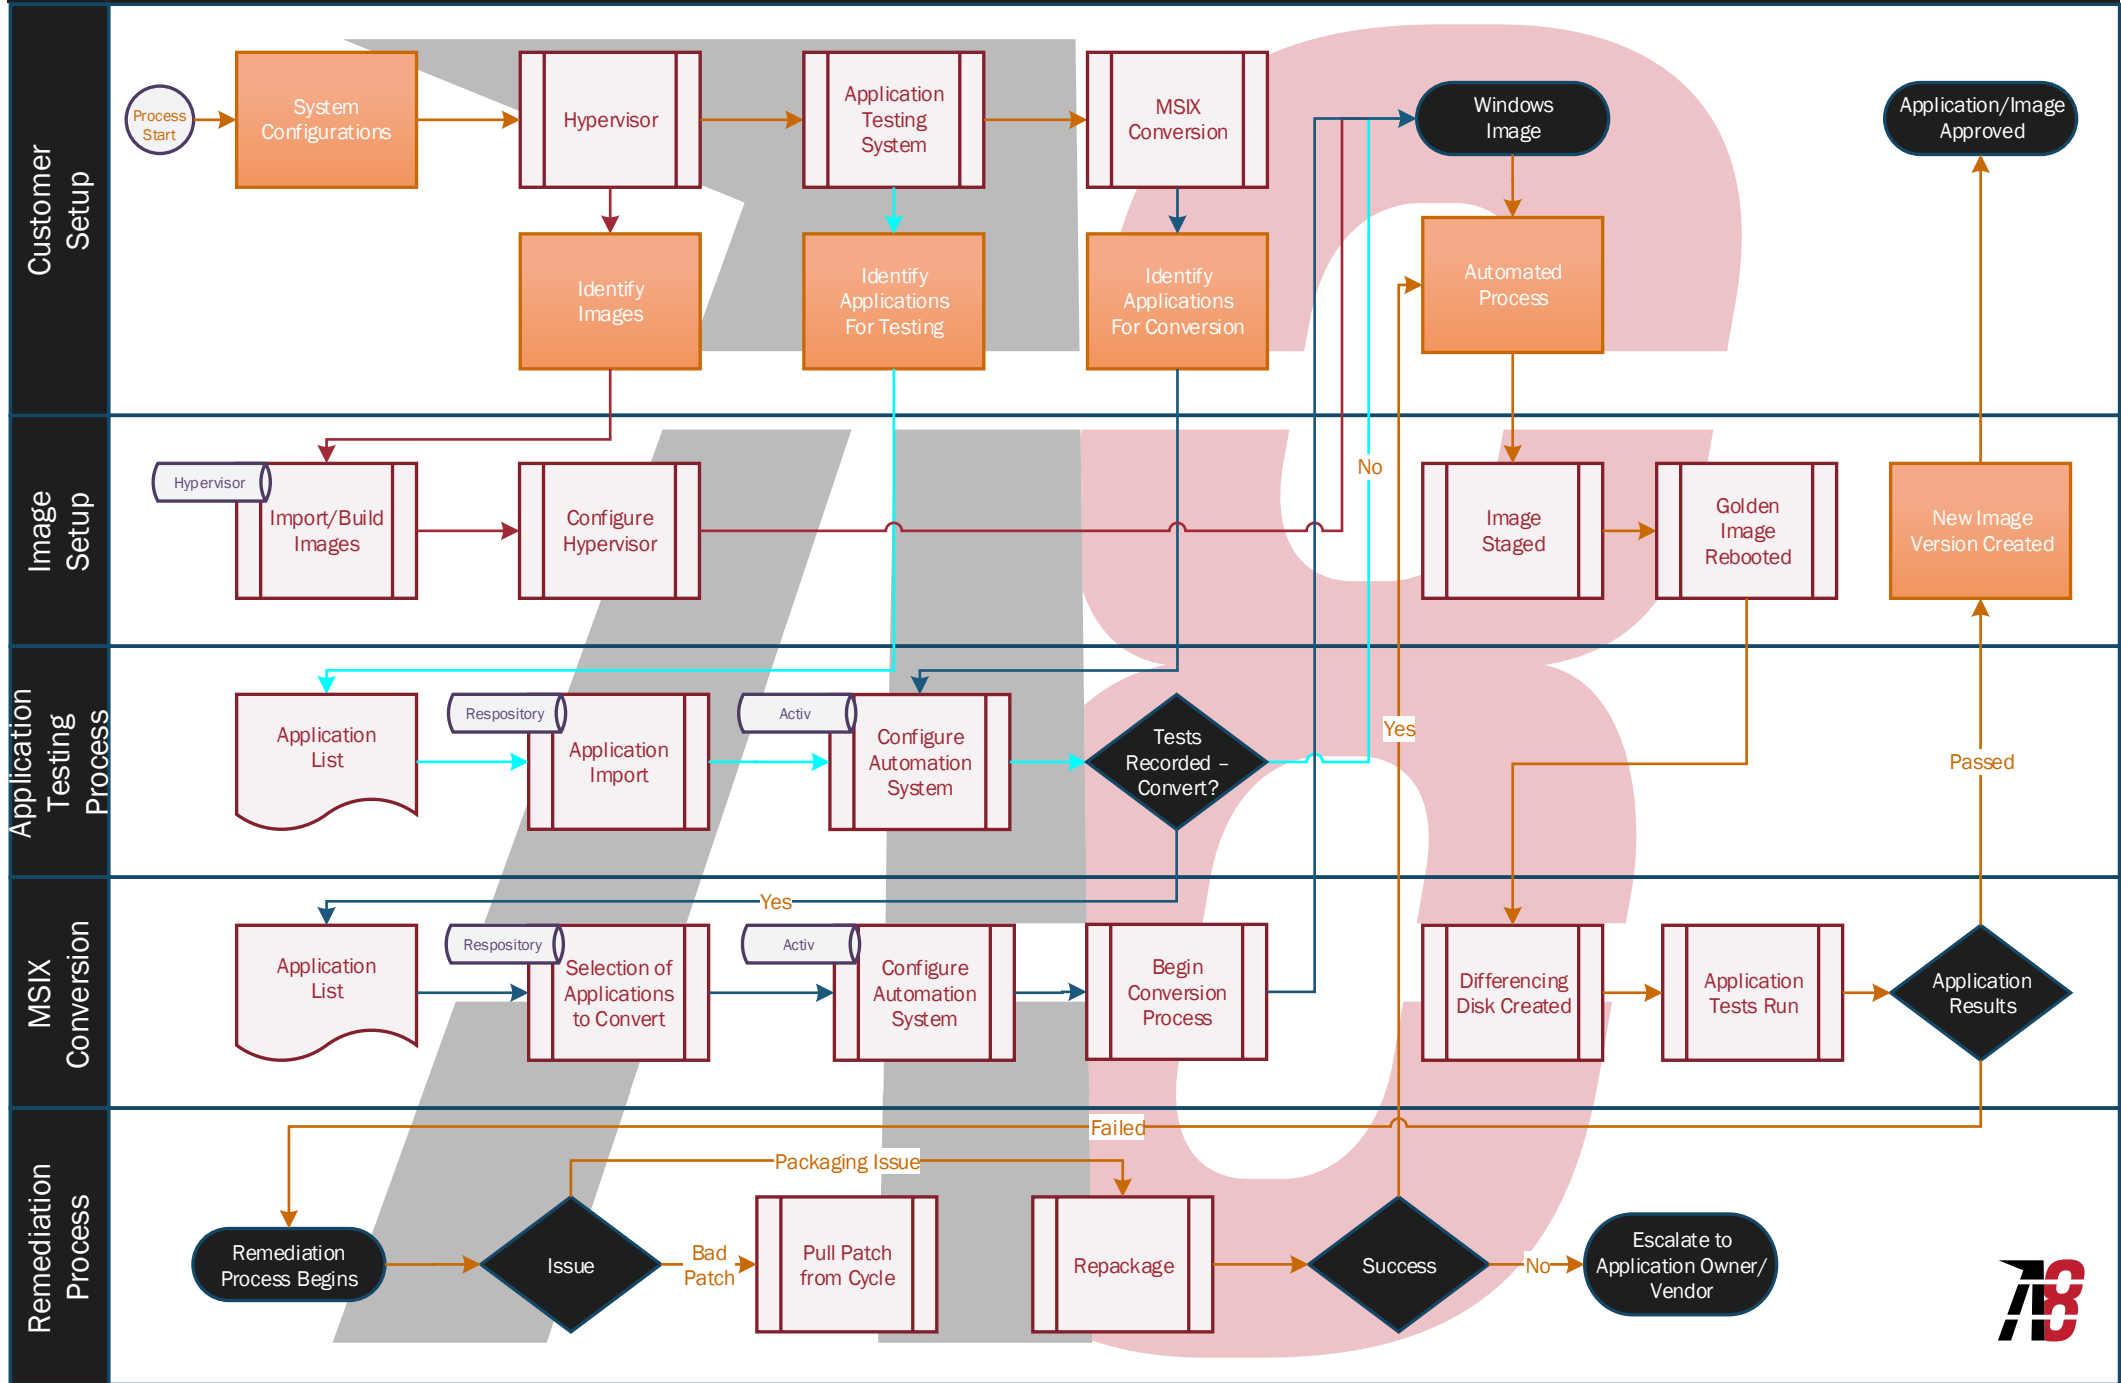 Customer
Setup
Process
Start
System
Configurations
Hypervisor
Application
Testing
System
MSIX
Conversion
Windows
Image
Application/Image
Approved
Identify
Images
Identify
Applications
For Testing
Identify
Applications
For Conversion
Automated
Process
Image
Setup
Hypervisor
Import/Build
Images
Configure
Hypervisor
No
Image
Staged
Golden
Image
Rebooted
New Image
Version Created
Application
Testing
Process
Application
List
Respository
Application
Import
Activ
Configure
Automation
System
Tests
Recorded –
Convert?
Yes
Passed
MSIX
Conversion
Yes
Application
List
Respository
Selection of
Applications
to Convert
Activ
Configure
Automation
System
Begin
Conversion
Process
Differencing
Disk Created
Application
Tests Run
Application
Results
Remediation
Process
Failed
Packaging Issue
Remediation
Process Begins
Issue
Bad
Patch
Pull Patch
from Cycle
Repackage
Success
No
Escalate to
Application Owner/
Vendor
A8